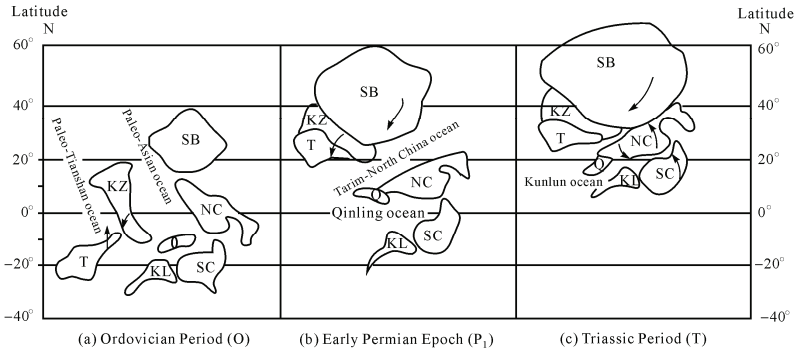 Latitude
N
Latitude
N
60°
60°
SB
SB
KZ
KZ
40°
40°
SB
T
T
NC
Paleo-Tianshan ocean
Paleo-Asian ocean
Tarim-North China ocean
20°
20°
Q
KZ
NC
Kunlun ocean
KL
SC
NC
0°
Qinling ocean
0°
T
KL
SC
KL
SC
−20°
−20°
−40°
−40°
(a) Ordovician Period (O)
(b) Early Permian Epoch (P₁)
(c) Triassic Period (T)